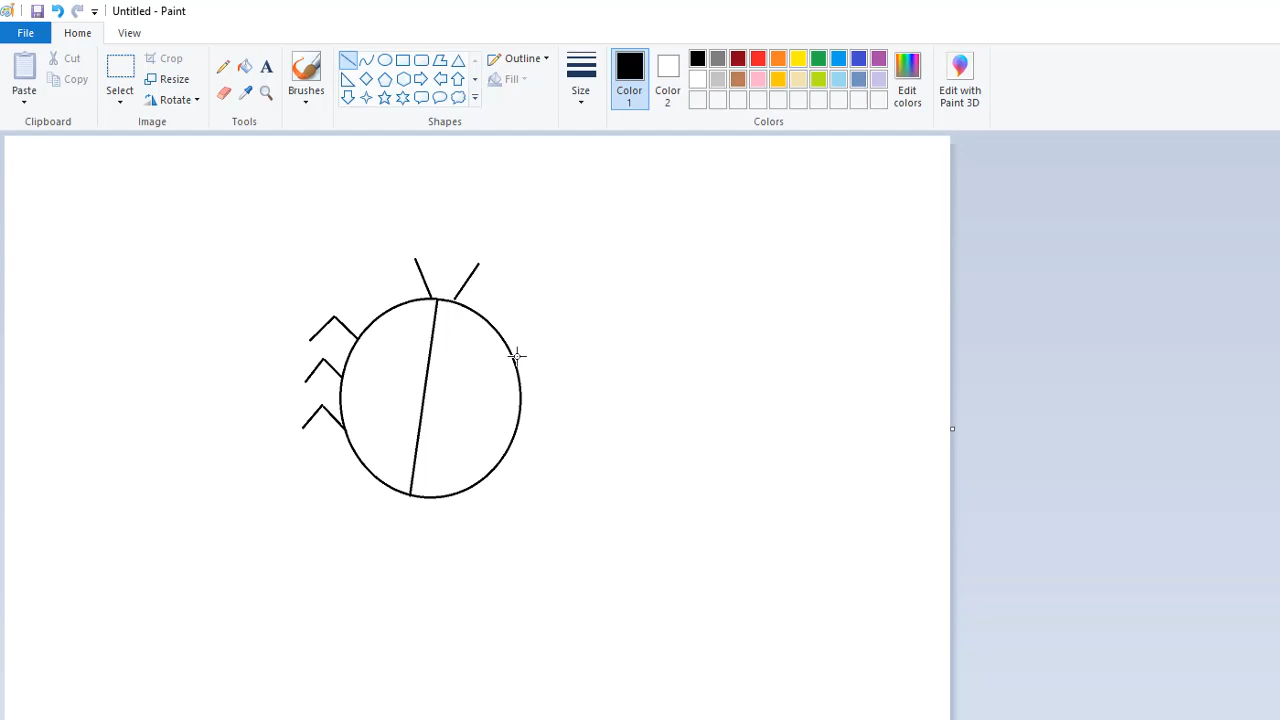 Untitled - Paint
File Home View
Paste
Cut
Copy
Clipboard
Select
Crop
Resize
Rotate
Image
A
Tools
Brushes
Outline
Fill
Shapes
Size
Color 1
Color 2
Edit colors
Colors
Edit with Paint 3D